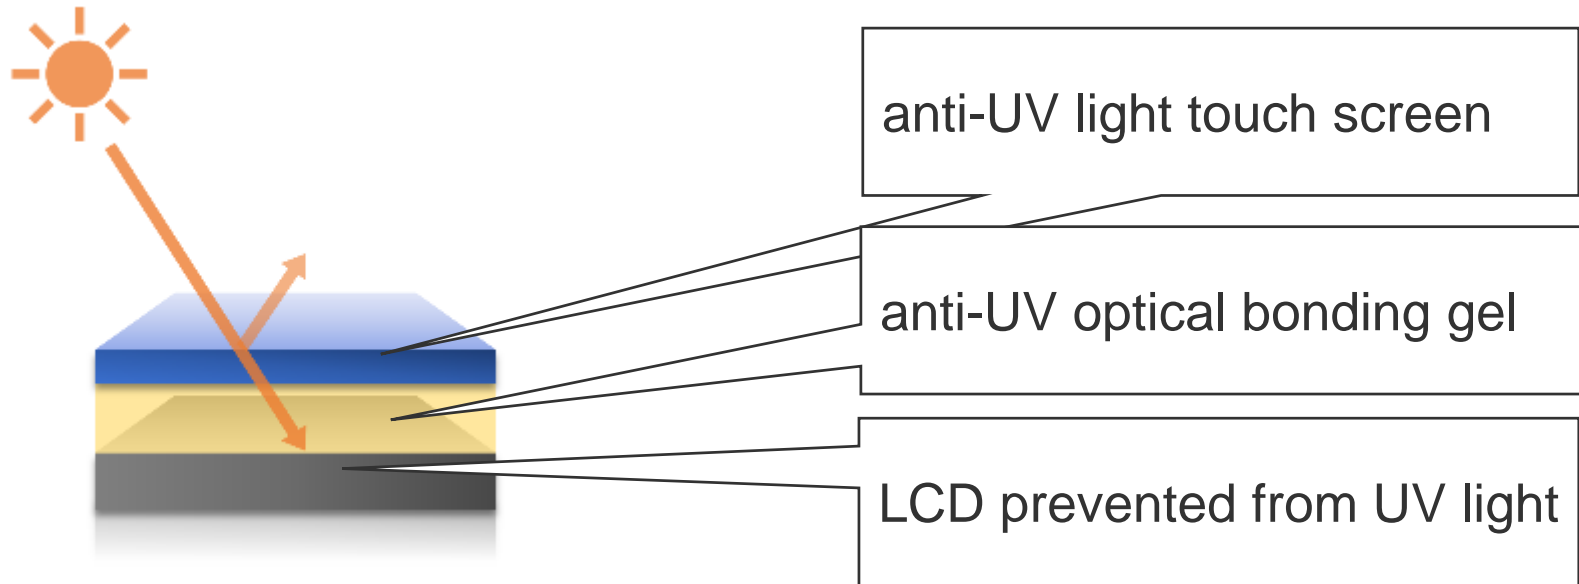 anti-UV light touch screen
anti-UV optical bonding gel
LCD prevented from UV light